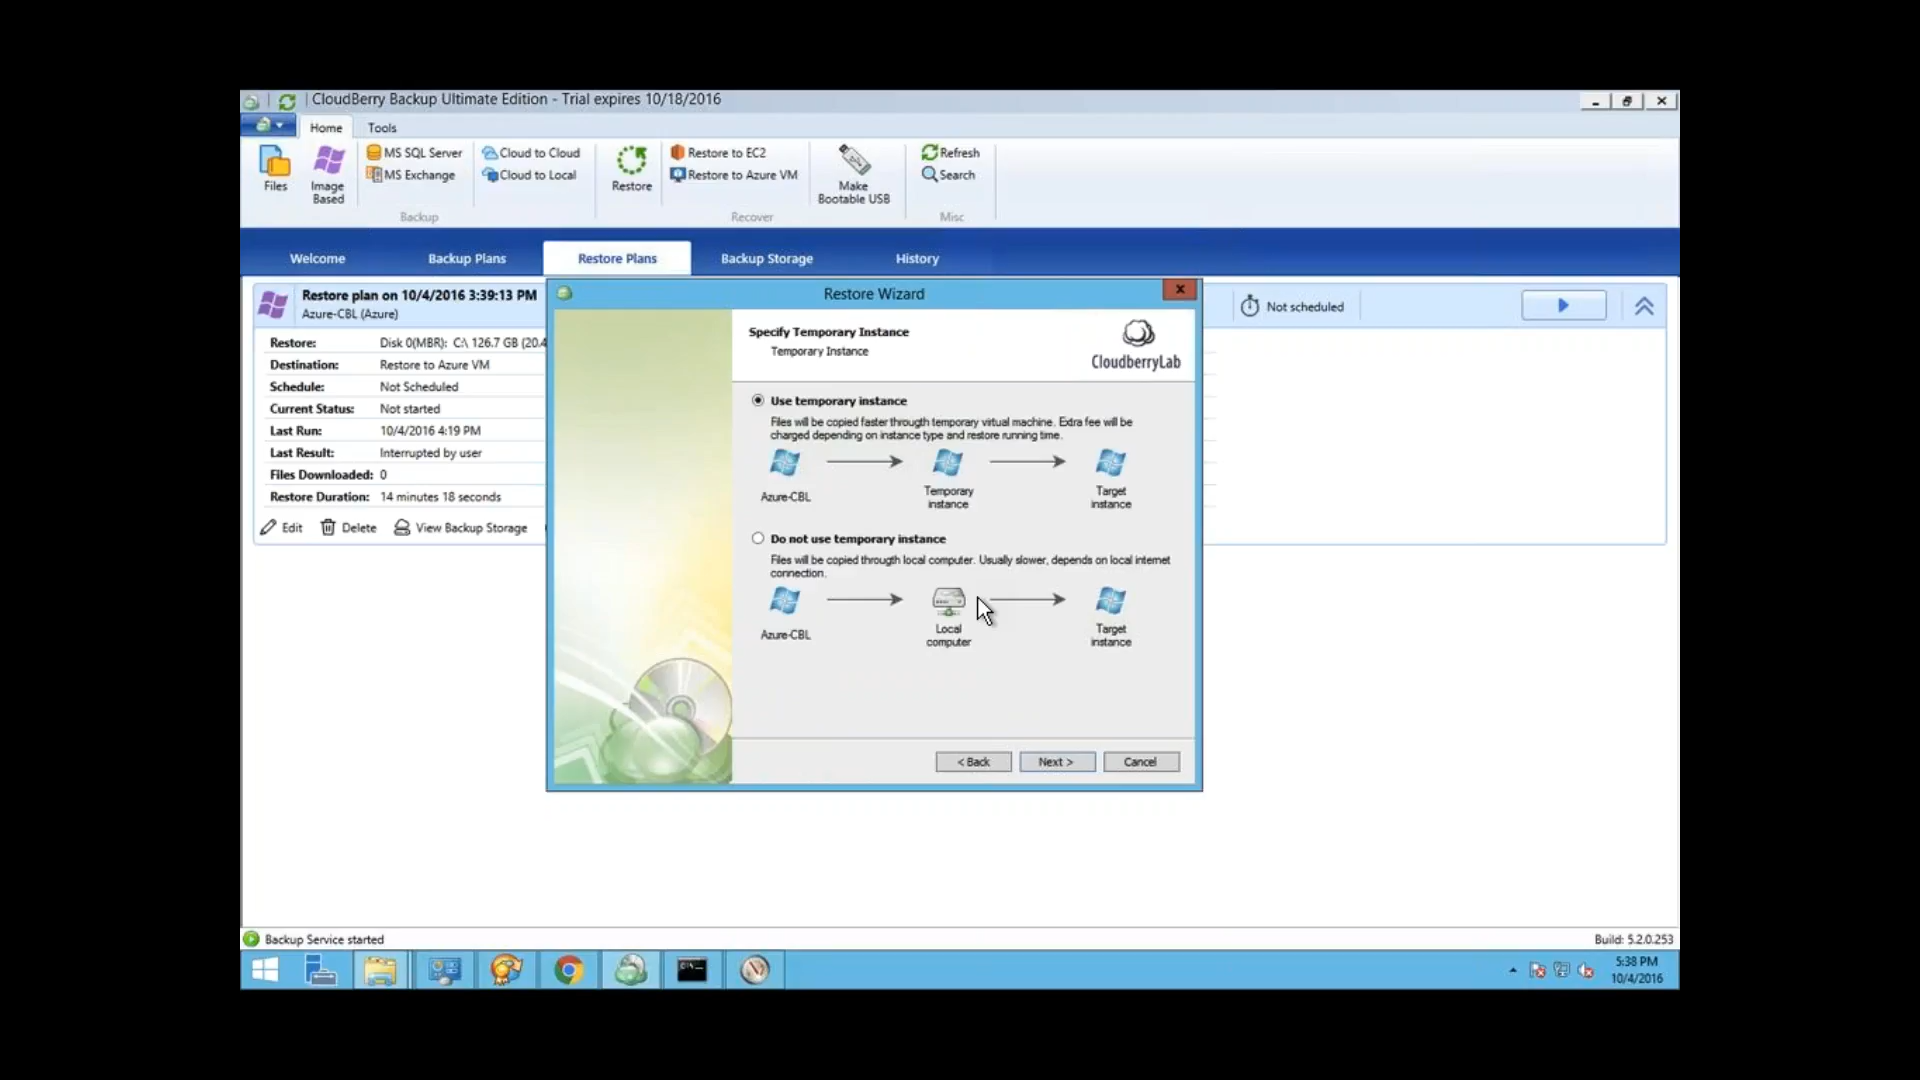 CloudBerry Backup Ultimate Edition - Trial expires 10/18/2016
Home Tools
Files
Image
Based
MS SQL Server
MS Exchange
Backup
Cloud to Cloud
Cloud to Local
Restore
Restore to EC2
Restore to Azure VM
Recover
Make
Bootable USB
Refresh
Search
Misc
Welcome Backup Plans Restore Plans Backup Storage History
Restore plan on 10/4/2016 3:39:13 PM
Azure-CBL (Azure)
Not scheduled
Restore: Disk 0(MBR): C:\ 126.7 GB (20.4
Destination: Restore to Azure VM
Schedule: Not Scheduled
Current Status: Not started
Last Run: 10/4/2016 4:19 PM
Last Result: Interrupted by user
Files Downloaded: 0
Restore Duration: 14 minutes 18 seconds
Edit Delete View Backup Storage
Restore Wizard
Specify Temporary Instance
Temporary Instance
CloudberryLab
Use temporary instance
Files will be copied faster througth temporary virtual machine. Extra fee will be
charged depending on instance type and restore running time.
Azure-CBL
Temporary
instance
Target
instance
Do not use temporary instance
Files will be copied througth local computer. Usually slower, depends on local internet
connection.
Azure-CBL
Local
computer
Target
instance
< Back Next > Cancel
Backup Service started
Build: 5.2.0.253
5:38 PM
10/4/2016